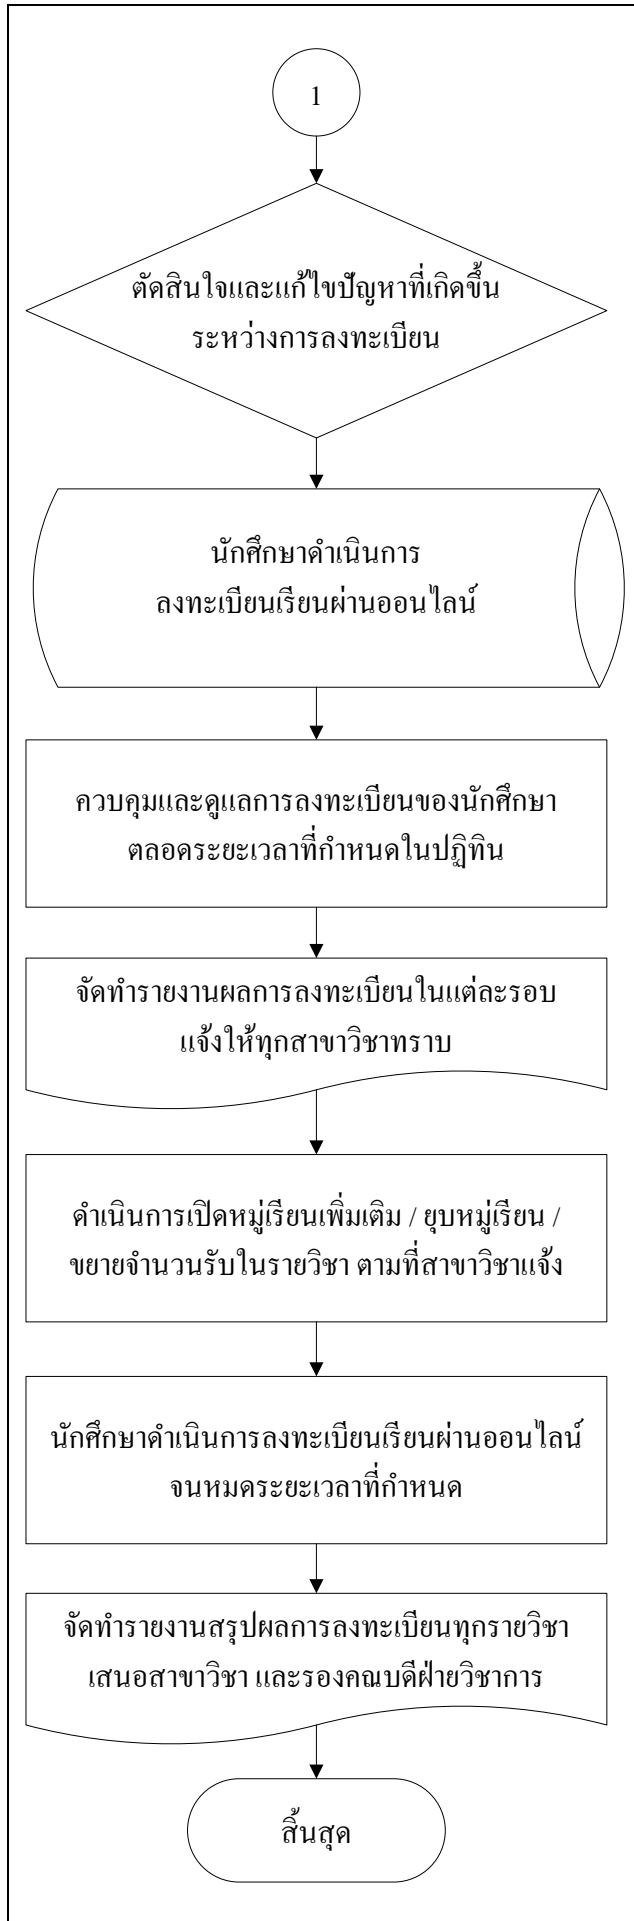 1
ตัดสินใจและแก้ไขปัญหาที่เกิดขึ้น
ระหว่างการลงทะเบียน
นักศึกษาดำเนินการ
ลงทะเบียนเรียนผ่านออนไลน์
ควบคุมและดูแลการลงทะเบียนของนักศึกษา
ตลอดระยะเวลาที่กำหนดในปฏิทิน
จัดทำรายงานผลการลงทะเบียนในแต่ละรอบ
แจ้งให้ทุกสาขาวิชาทราบ
ดำเนินการเปิดหมู่เรียนเพิ่มเติม / ยุบหมู่เรียน /
ขยายจำนวนรับในรายวิชา ตามที่สาขาวิชาแจ้ง
นักศึกษาดำเนินการลงทะเบียนเรียนผ่านออนไลน์
จนหมดระยะเวลาที่กำหนด
จัดทำรายงานสรุปผลการลงทะเบียนทุกรายวิชา
เสนอสาขาวิชา และรองคณบดีฝ่ายวิชาการ
สิ้นสุด